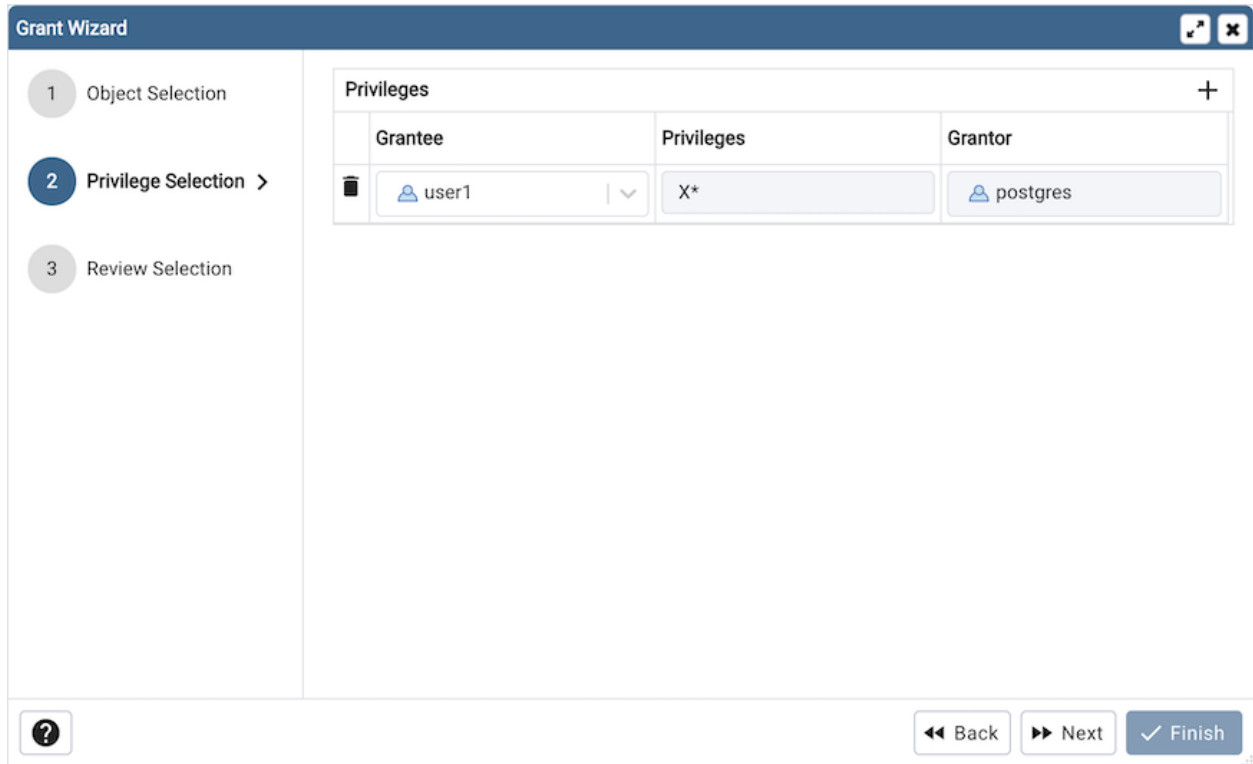 Grant Wizard
1 Object Selection
2 Privilege Selection
3 Review Selection
Privileges
Grantee Privileges Grantor
user1 X* postgres
? Back Next Finish